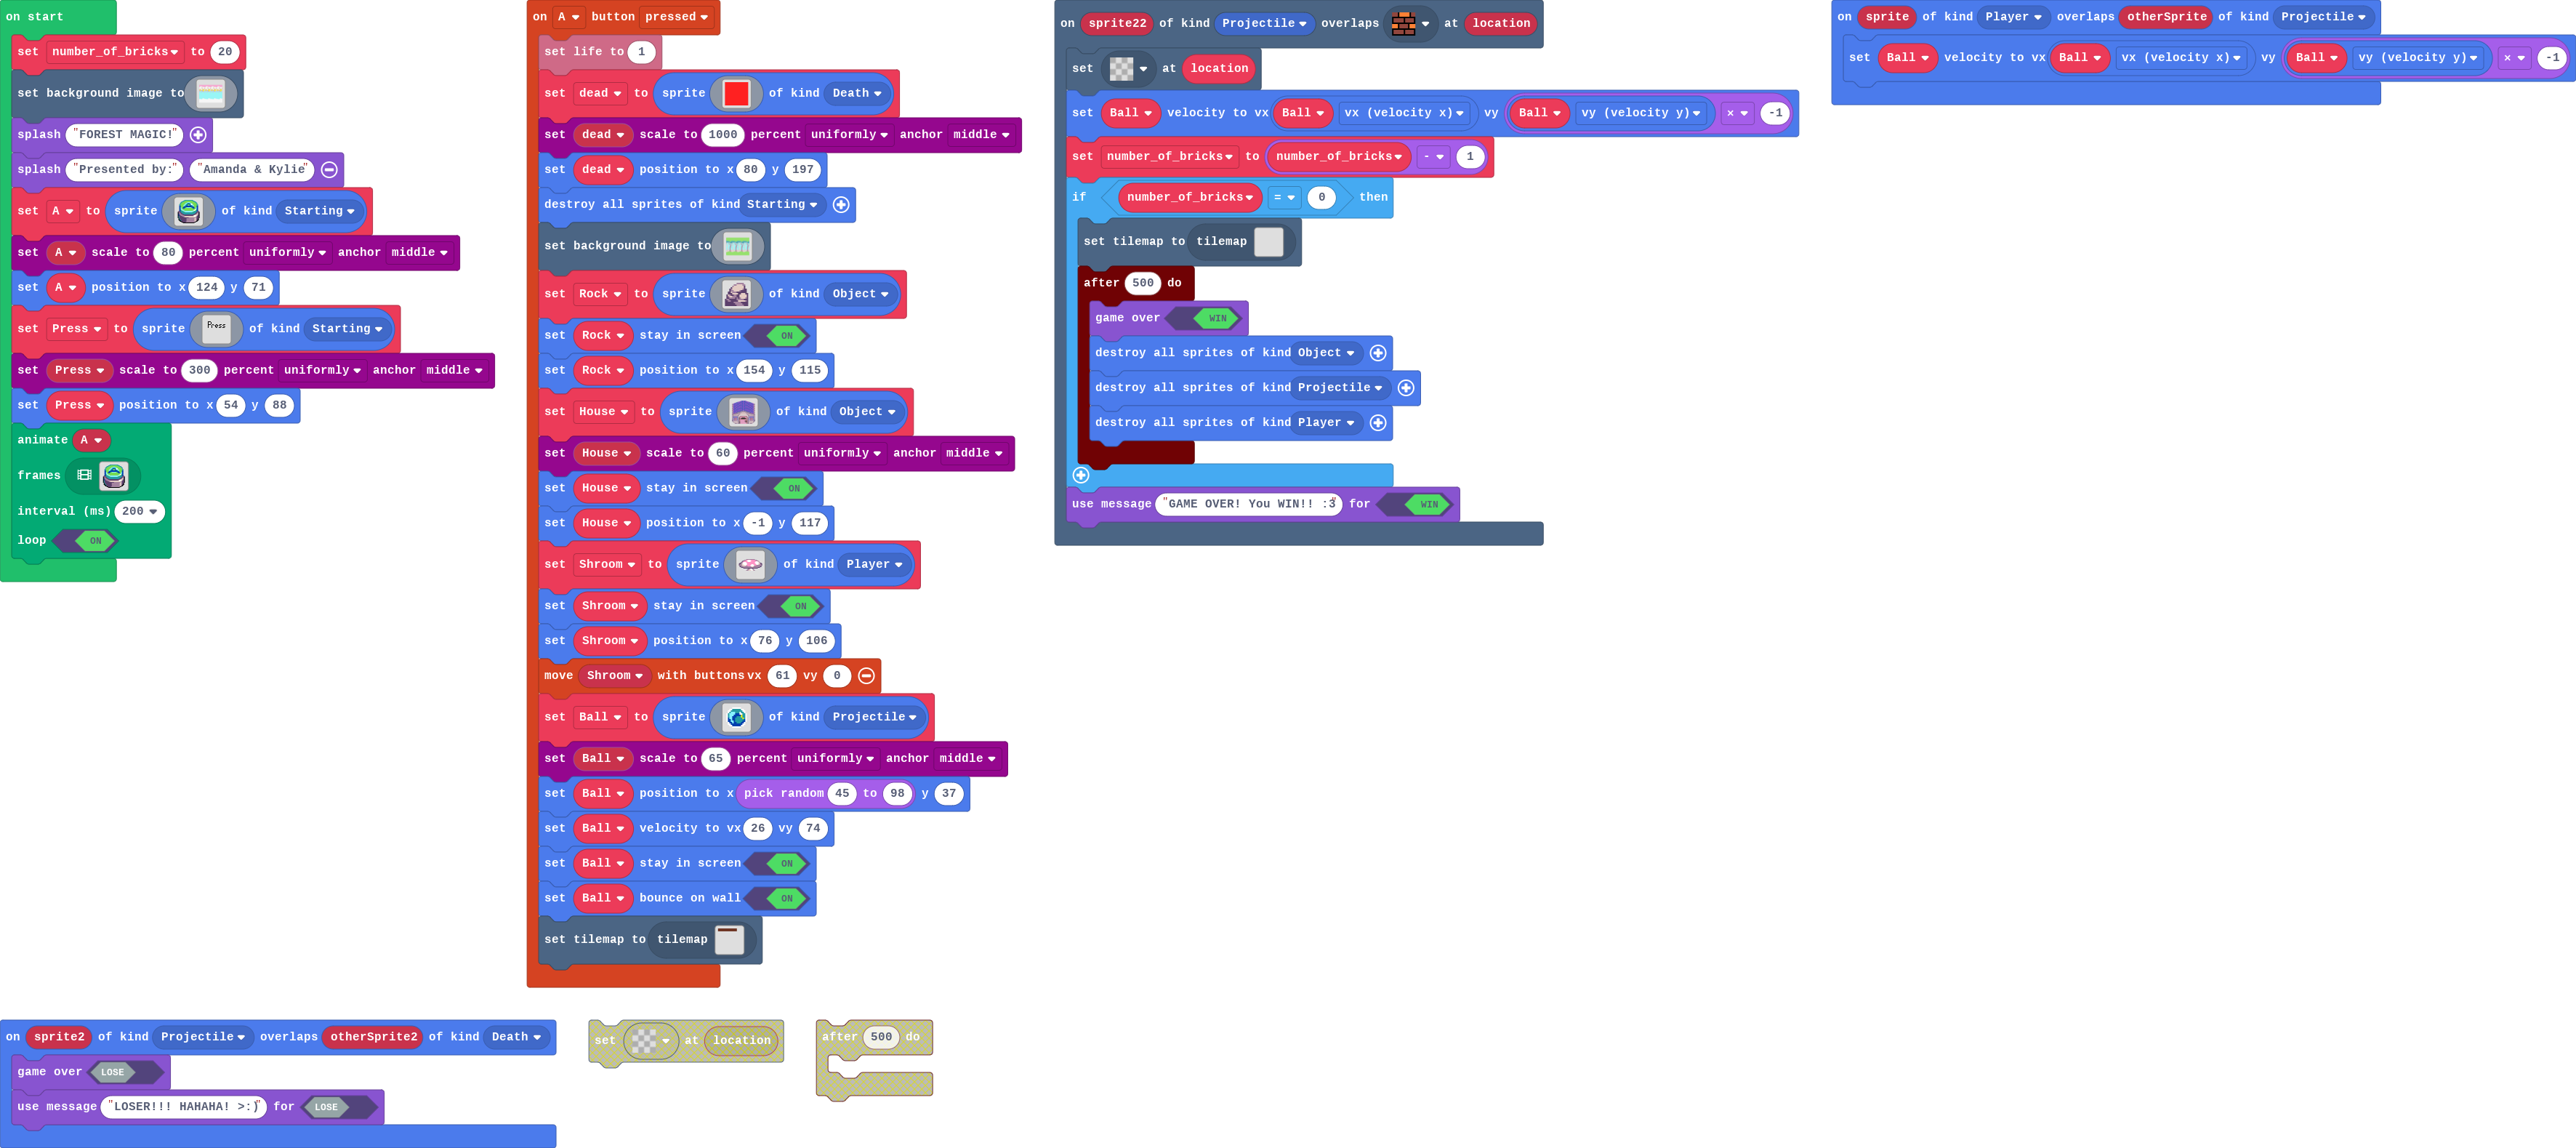 on start
set number_of_bricks to 20
set background image to
splash "FOREST MAGIC!"
splash "Presented by:" "Amanda & Kylie"
set A to sprite of kind Starting
set A scale to 80 percent uniformly anchor middle
set A position to x 124 y 71
set Press to sprite Press of kind Starting
set Press scale to 300 percent uniformly anchor middle
set Press position to x 54 y 88
animate A
frames
interval (ms) 200
loop ON
on A button pressed
set life to 1
set dead to sprite of kind Death
set dead scale to 1000 percent uniformly anchor middle
set dead position to x 80 y 197
destroy all sprites of kind Starting
set background image to
set Rock to sprite of kind Object
set Rock stay in screen ON
set Rock position to x 154 y 115
set House to sprite of kind Object
set House scale to 60 percent uniformly anchor middle
set House stay in screen ON
set House position to x -1 y 117
set Shroom to sprite of kind Player
set Shroom stay in screen ON
set Shroom position to x 76 y 106
move Shroom with buttons vx 61 vy 0
set Ball to sprite of kind Projectile
set Ball scale to 65 percent uniformly anchor middle
set Ball position to x pick random 45 to 98 y 37
set Ball velocity to vx 26 vy 74
set Ball stay in screen ON
set Ball bounce on wall ON
set tilemap to tilemap
on sprite22 of kind Projectile overlaps at location
set at location
set Ball velocity to vx Ball vx (velocity x) vy Ball vy (velocity y) × -1
set number_of_bricks to number_of_bricks - 1
if number_of_bricks = 0 then
set tilemap to tilemap
after 500 do
game over WIN
destroy all sprites of kind Object
destroy all sprites of kind Projectile
destroy all sprites of kind Player
use message "GAME OVER! You WIN!! :3" for WIN
on sprite of kind Player overlaps otherSprite of kind Projectile
set Ball velocity to vx Ball vx (velocity x) vy Ball vy (velocity y) × -1
on sprite2 of kind Projectile overlaps otherSprite2 of kind Death
game over LOSE
use message "LOSER!!! HAHAHA! >:)" for LOSE
set at location
after 500 do